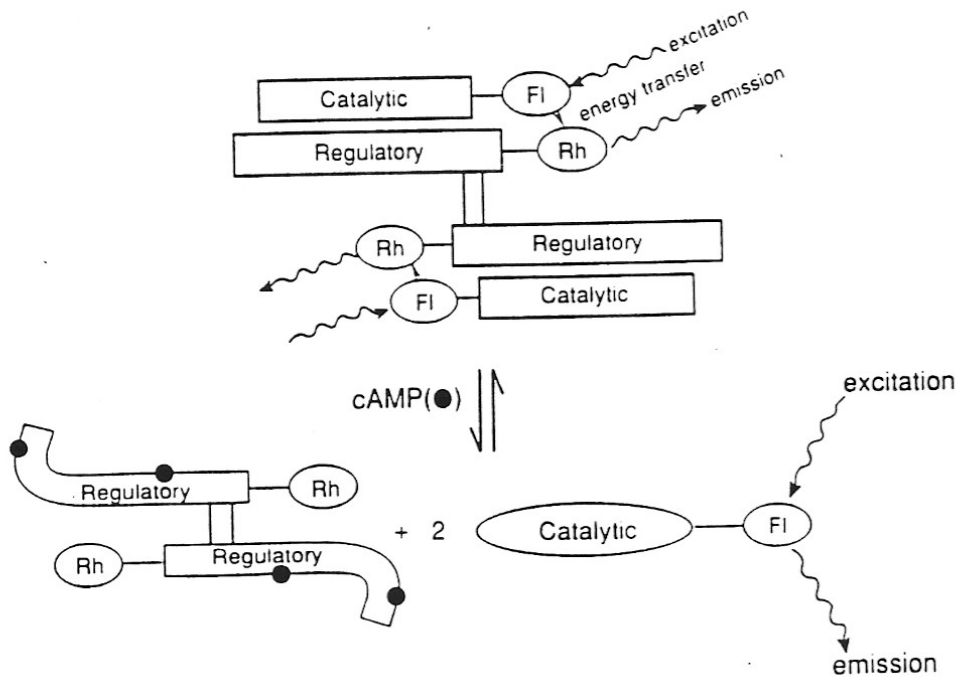 excitation
Catalytic
Fl
energy transfer
emission
Regulatory
Rh
Rh
Regulatory
Fl
Catalytic
cAMP(●)
excitation
Regulatory
Rh
+ 2
Catalytic
Fl
Rh
Regulatory
emission